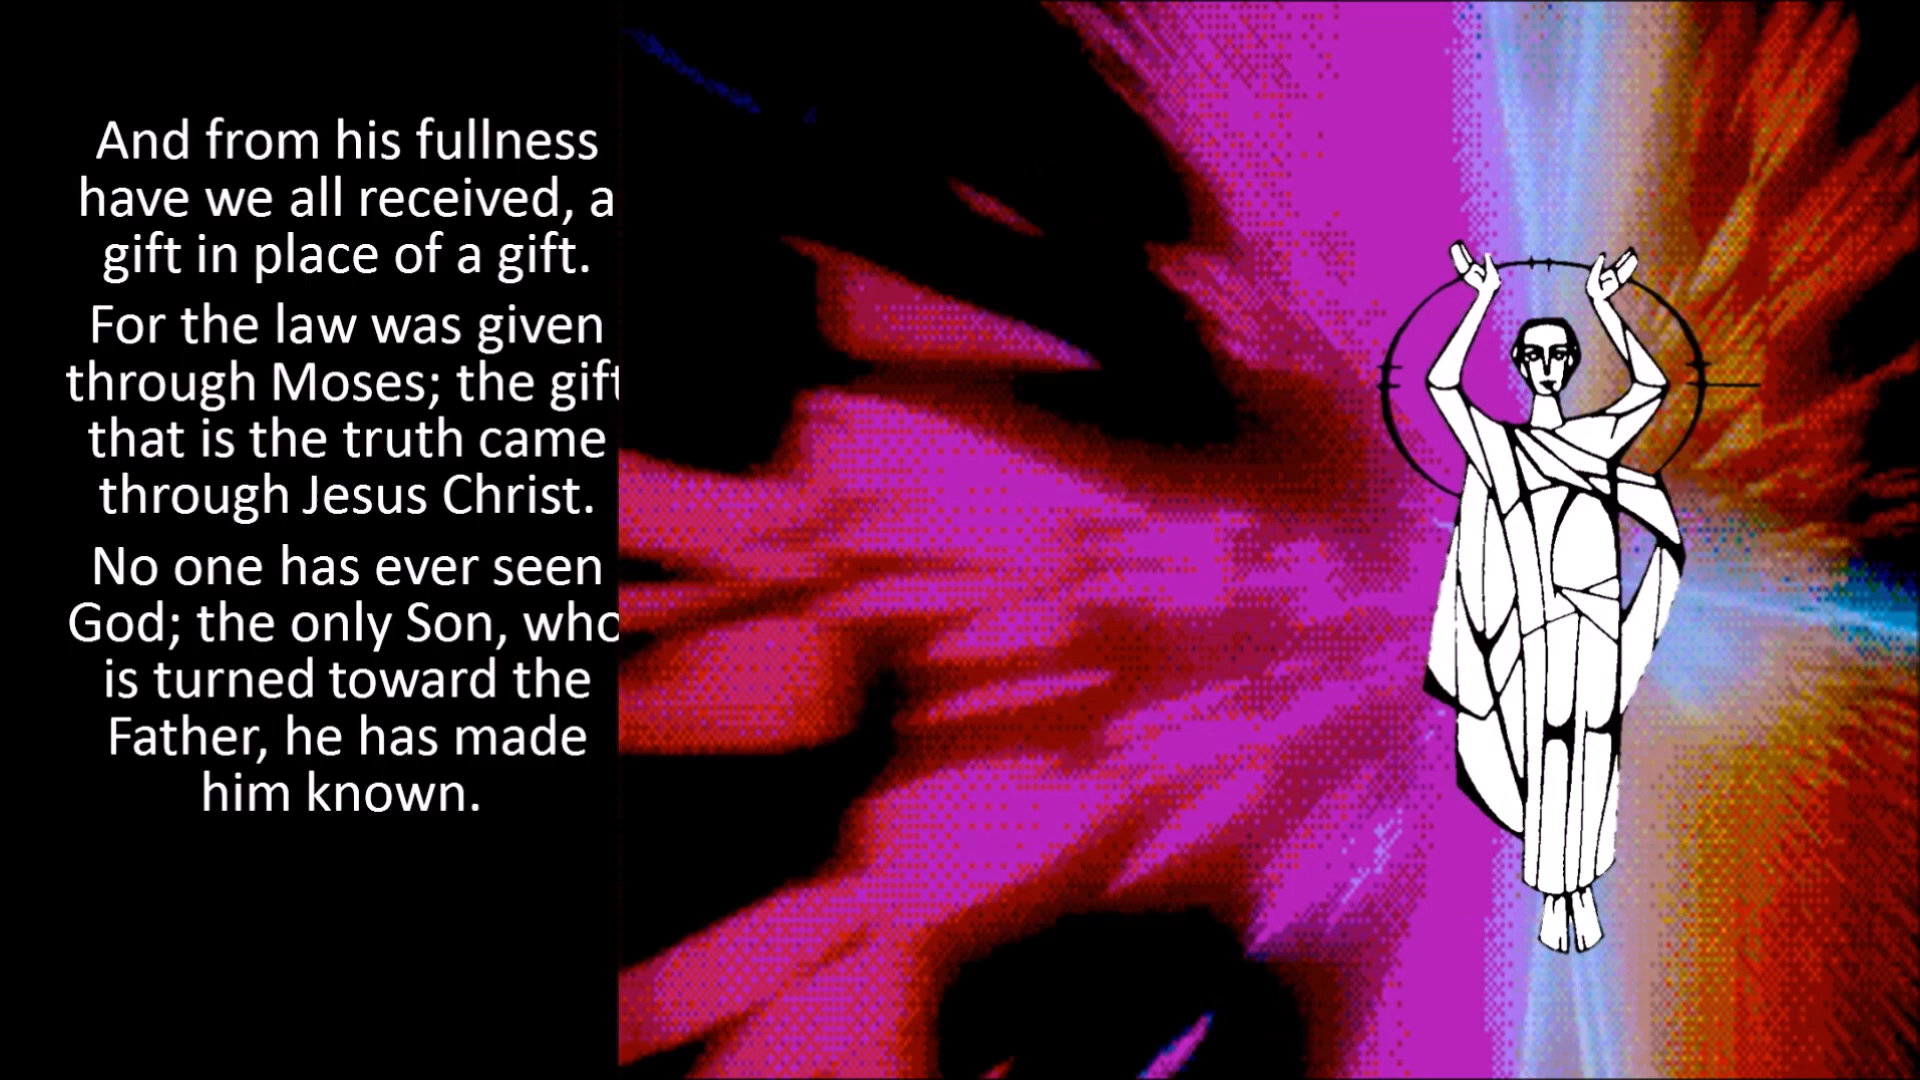 And from his fullness
have we all received, a
gift in place of a gift.
For the law was given
through Moses; the gift
that is the truth came
through Jesus Christ.
No one has ever seen
God; the only Son, who
is turned toward the
Father, he has made
him known.